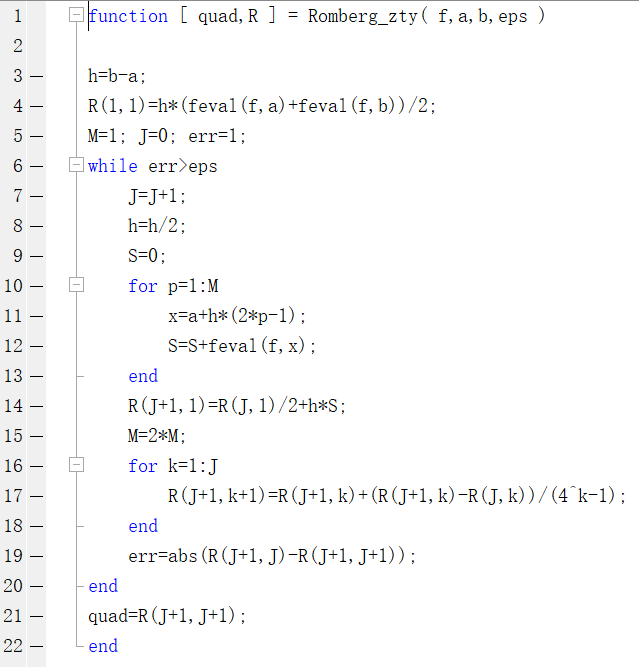 1 function [ quad,R ] = Romberg_zty( f,a,b,eps )
2
3 — h=b-a;
4 — R(1,1)=h*(feval(f,a)+feval(f,b))/2;
5 — M=1; J=0; err=1;
6 — while err>eps
7 — J=J+1;
8 — h=h/2;
9 — S=0;
10 — for p=1:M
11 — x=a+h*(2*p-1);
12 — S=S+feval(f,x);
13 — end
14 — R(J+1,1)=R(J,1)/2+h*S;
15 — M=2*M;
16 — for k=1:J
17 — R(J+1,k+1)=R(J+1,k)+(R(J+1,k)-R(J,k))/(4^k-1);
18 — end
19 — err=abs(R(J+1,J)-R(J+1,J+1));
20 — end
21 — quad=R(J+1,J+1);
22 — end